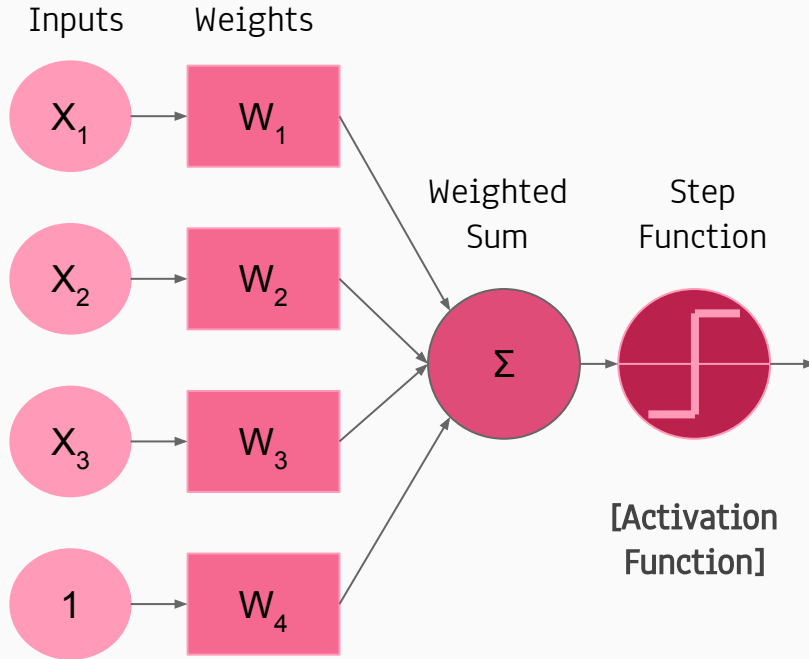 Inputs
Weights
X₁
W₁
X₂
W₂
Weighted
Sum
Step
Function
Σ
X₃
W₃
[Activation
Function]
1
W₄